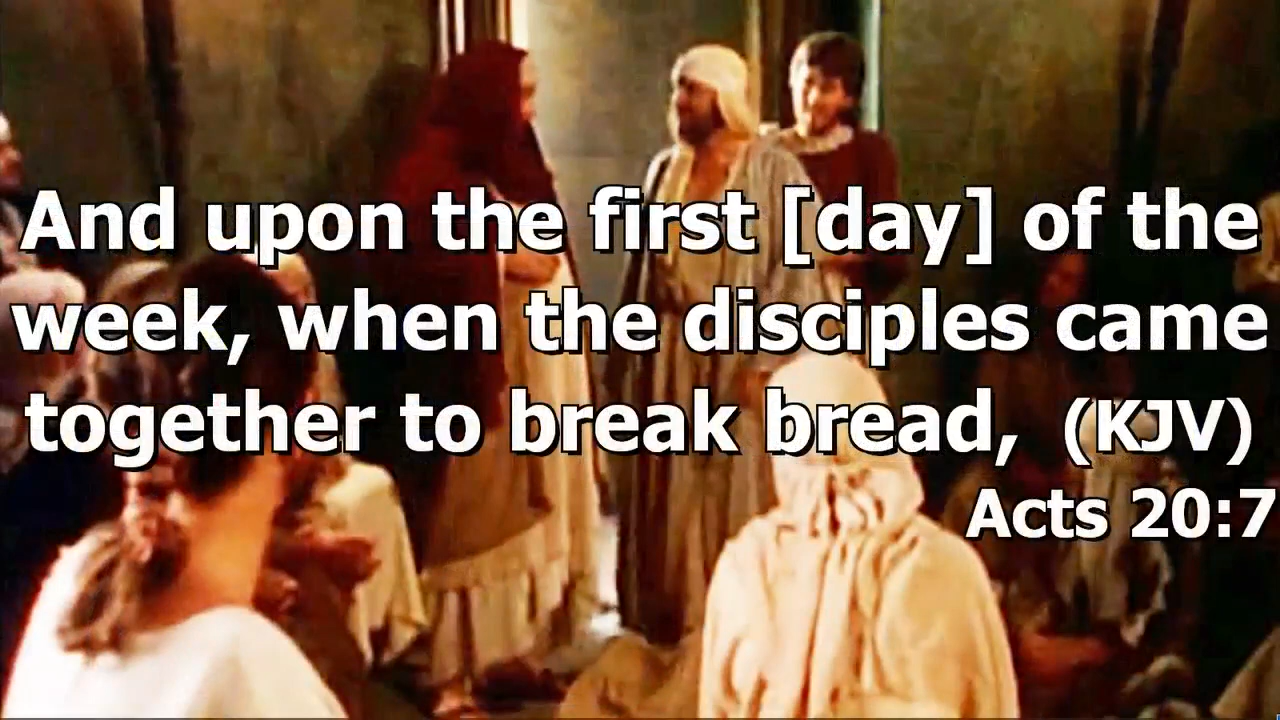 And upon the first [day] of the
week, when the disciples came
together to break bread, (KJV)
Acts 20:7